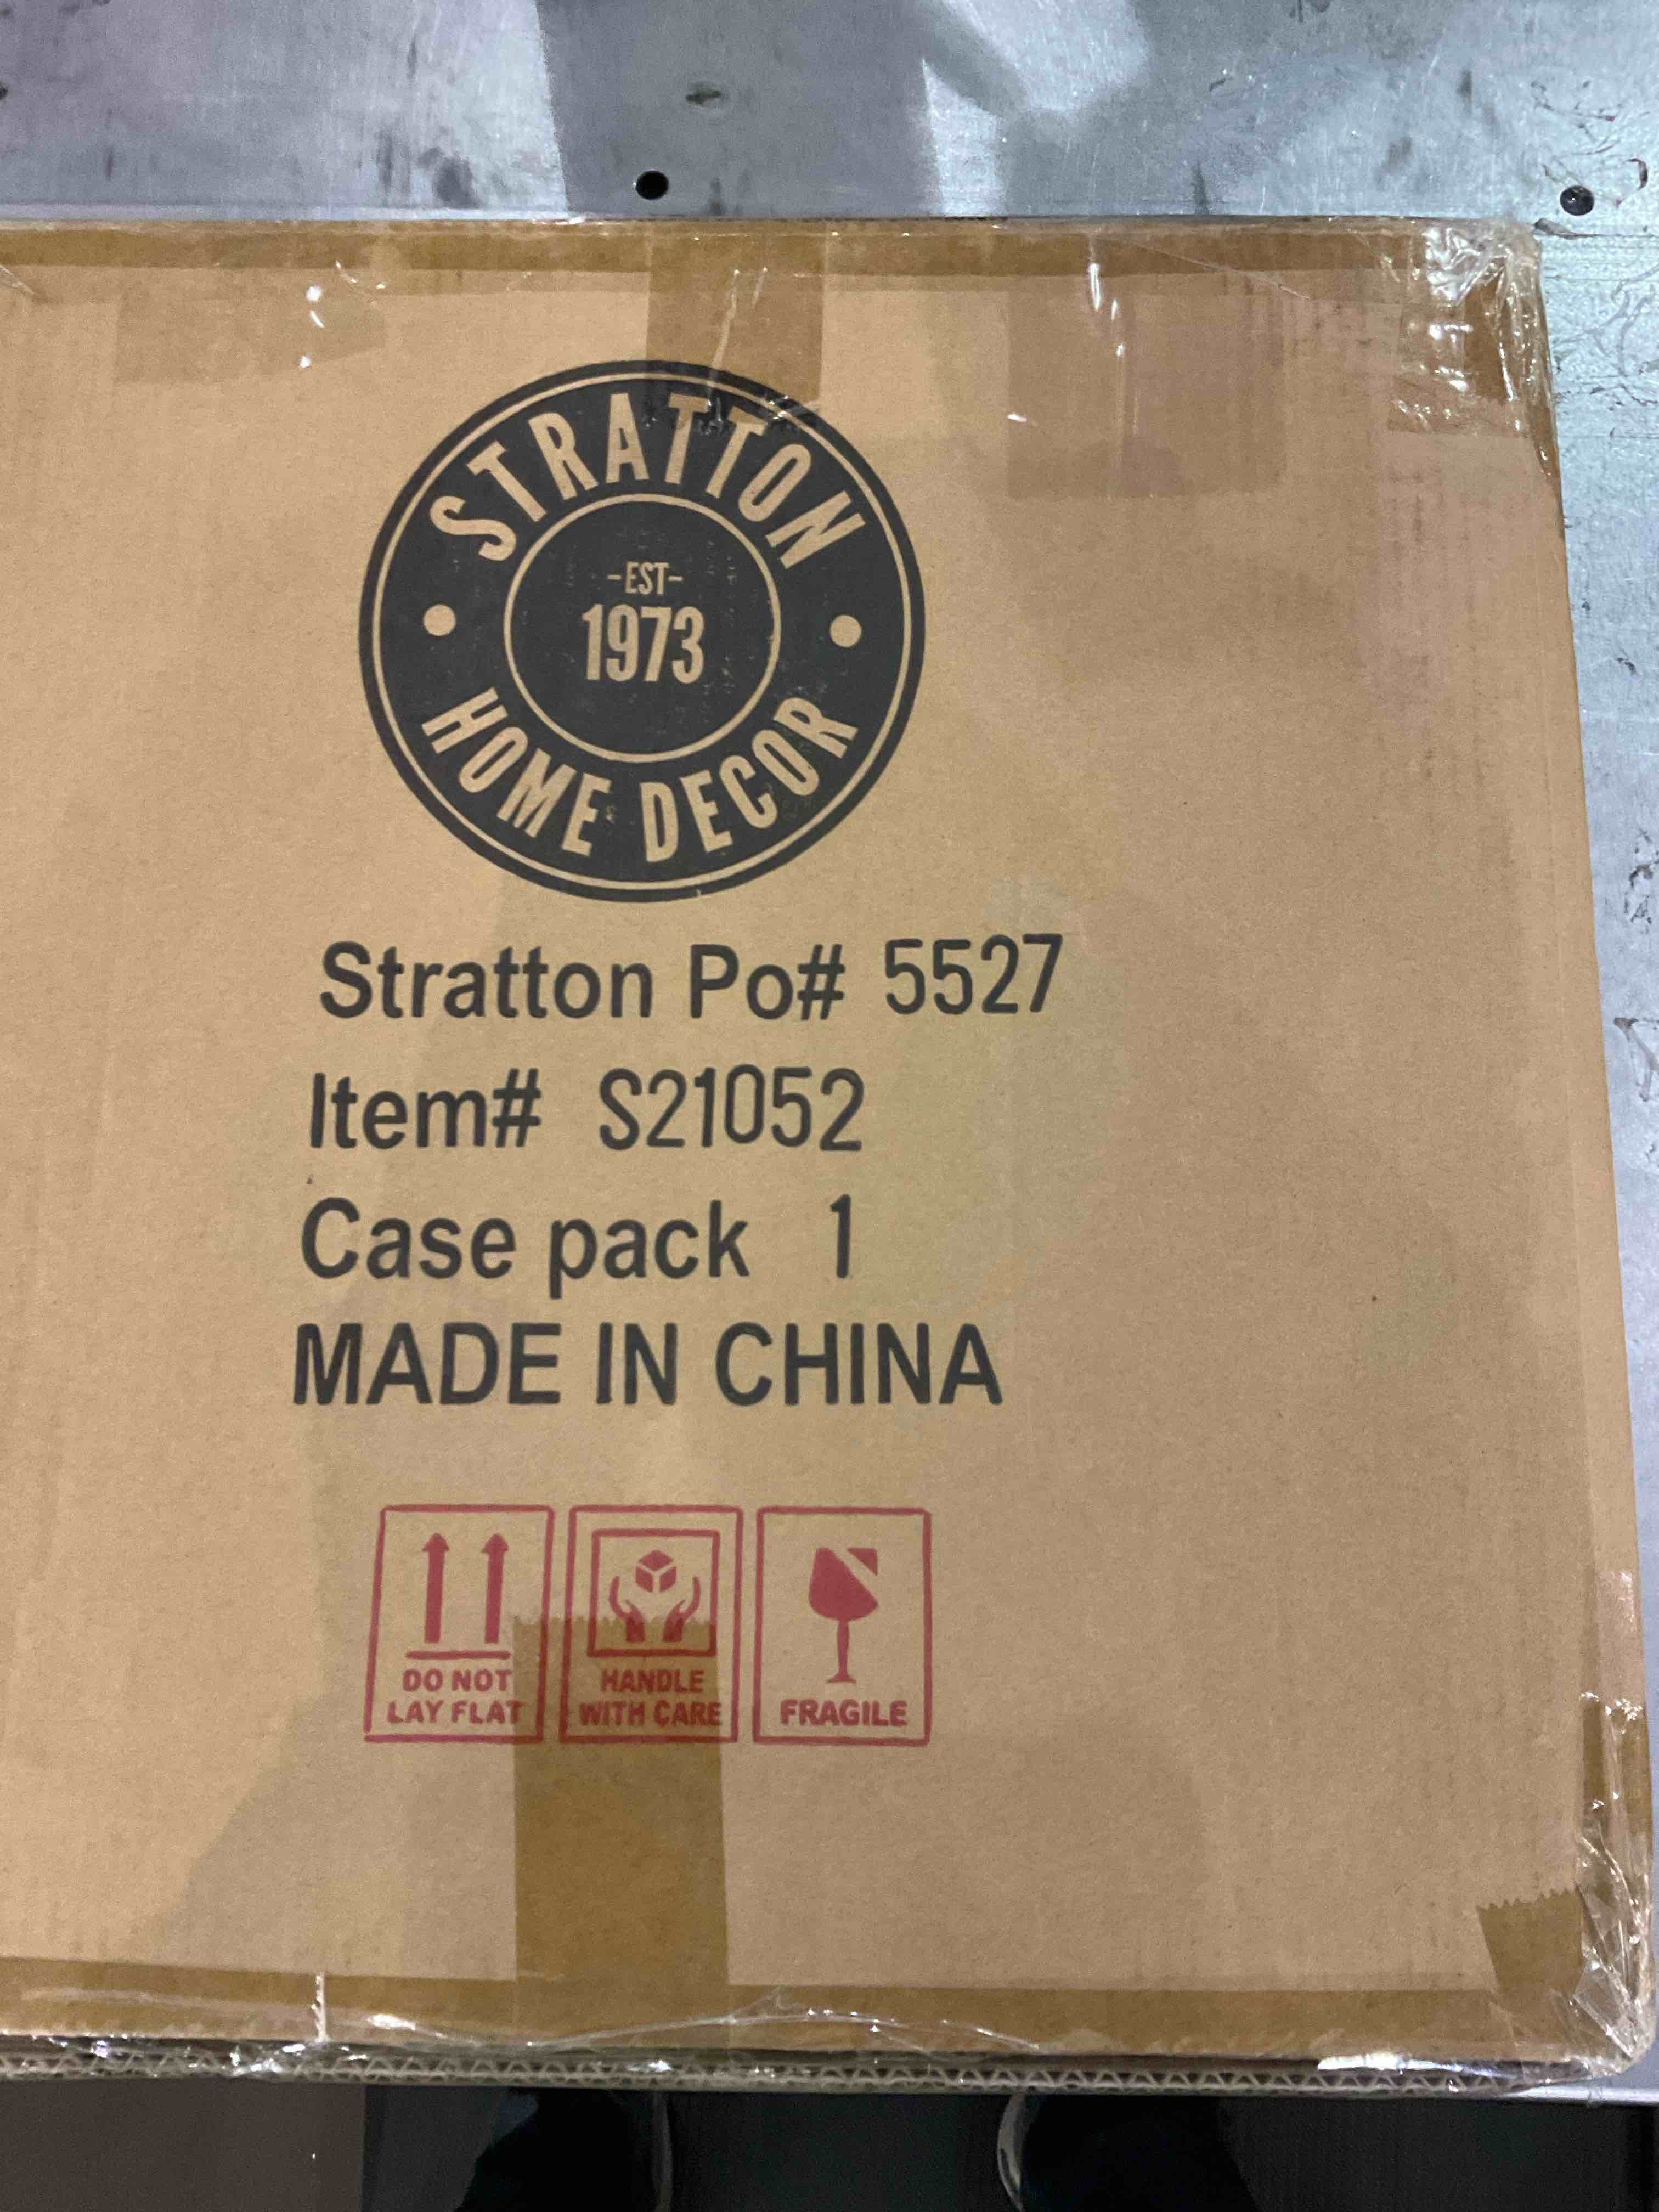 STRATTON
-EST-
1973
HOME DECOR
Stratton Po# 5527
Item# S21052
Case pack 1
MADE IN CHINA
DO NOT
LAY FLAT
HANDLE
WITH CARE
FRAGILE